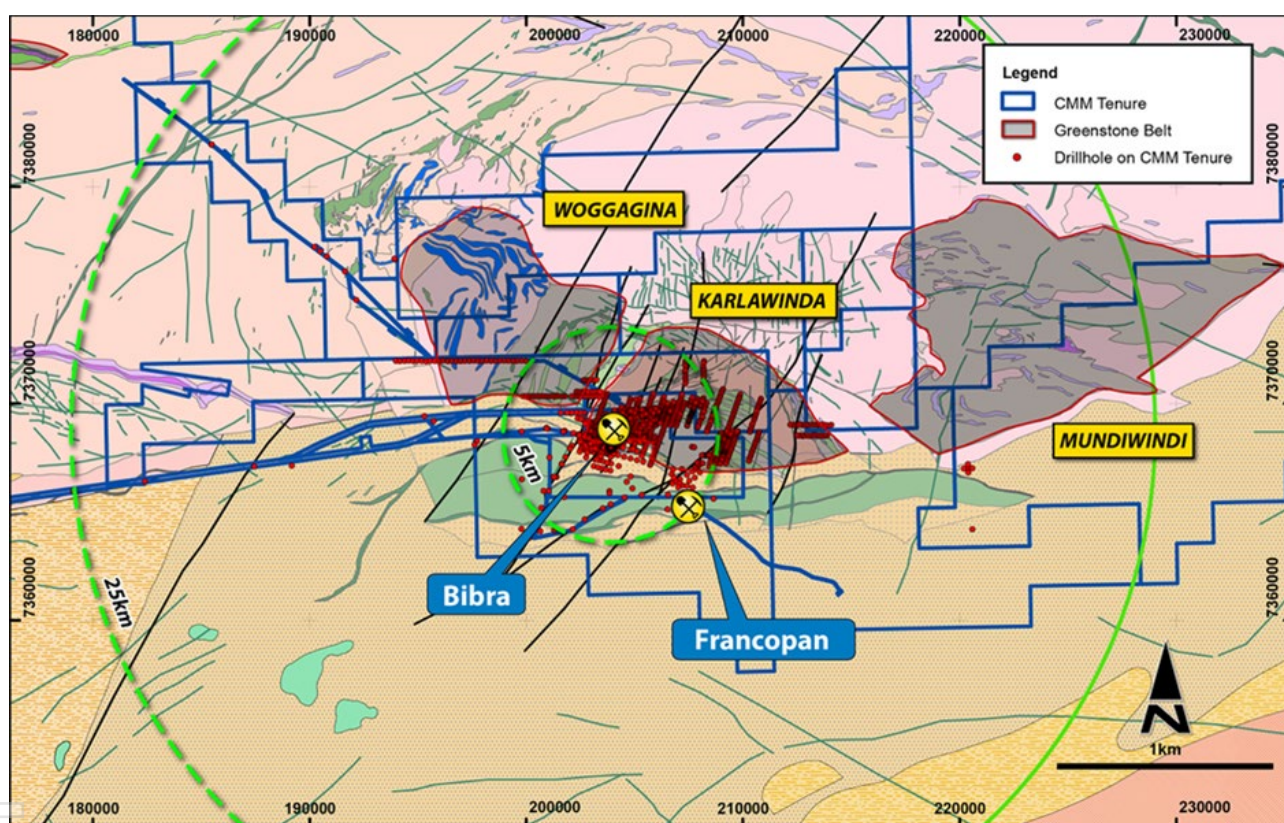 180000
190000
200000
210000
220000
230000
Legend
CMM Tenure
Greenstone Belt
Drillhole on CMM Tenure
7380000
7380000
WOGGAGINA
KARLAWINDA
7370000
7370000
MUNDIWINDI
5km
25km
Bibra
Francopan
7360000
7360000
N
1km
180000
190000
200000
210000
220000
230000